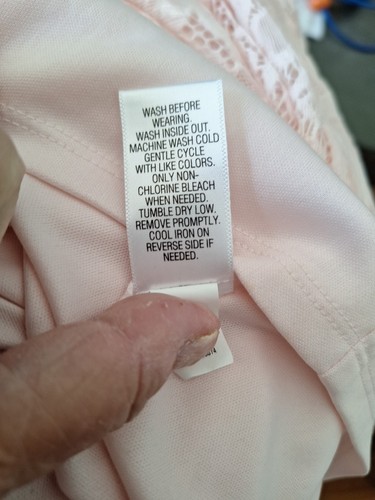 WASH BEFORE
WEARING.
WASH INSIDE OUT.
MACHINE WASH COLD
GENTLE CYCLE
WITH LIKE COLORS.
ONLY NON-
CHLORINE BLEACH
WHEN NEEDED.
TUMBLE DRY LOW.
REMOVE PROMPTLY.
COOL IRON ON
REVERSE SIDE IF
NEEDED.